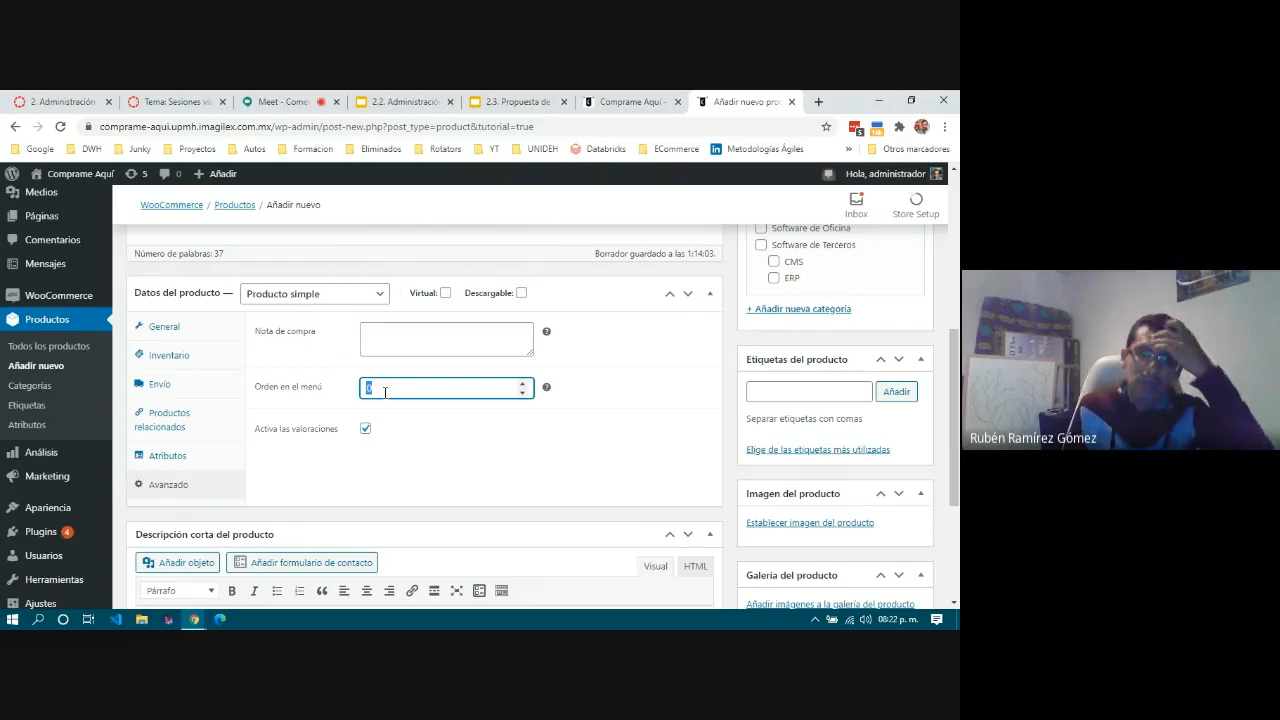 2. Administración
Tema: Sesiones vi
Meet - Come
2.2. Administració
2.3. Propuesta de
Comprame Aquí –
Añadir nuevo pro
comprame-aqui.upmh.imagilex.com.mx/wp-admin/post-new.php?post_type=product&tutorial=true
Google
DWH
Junky
Proyectos
Autos
Formacion
Eliminados
Rotators
YT
UNIDEH
Databricks
ECommerce
Metodologías Ágiles
»
Otros marcadores
Comprame Aquí
5
0
Añadir
Hola, administrador
Medios
Páginas
Comentarios
Mensajes
WooCommerce
Productos
Todos los productos
Añadir nuevo
Categorías
Etiquetas
Atributos
Análisis
Marketing
Apariencia
Plugins 4
Usuarios
Herramientas
Ajustes
WooCommerce / Productos / Añadir nuevo
Inbox
Store Setup
Número de palabras: 37
Borrador guardado a las 1:14:03.
Datos del producto —
Producto simple
Virtual:
Descargable:
General
Inventario
Envío
Productos
relacionados
Atributos
Avanzado
Nota de compra
Orden en el menú
0
Activa las valoraciones
Descripción corta del producto
Añadir objeto
Añadir formulario de contacto
Visual
HTML
Párrafo
Software de Oficina
Software de Terceros
CMS
ERP
+ Añadir nueva categoría
Etiquetas del producto
Añadir
Separar etiquetas con comas
Elige de las etiquetas más utilizadas
Imagen del producto
Establecer imagen del producto
Galería del producto
Añadir imágenes a la galería del producto
08:22 p. m.
Rubén Ramírez Gómez